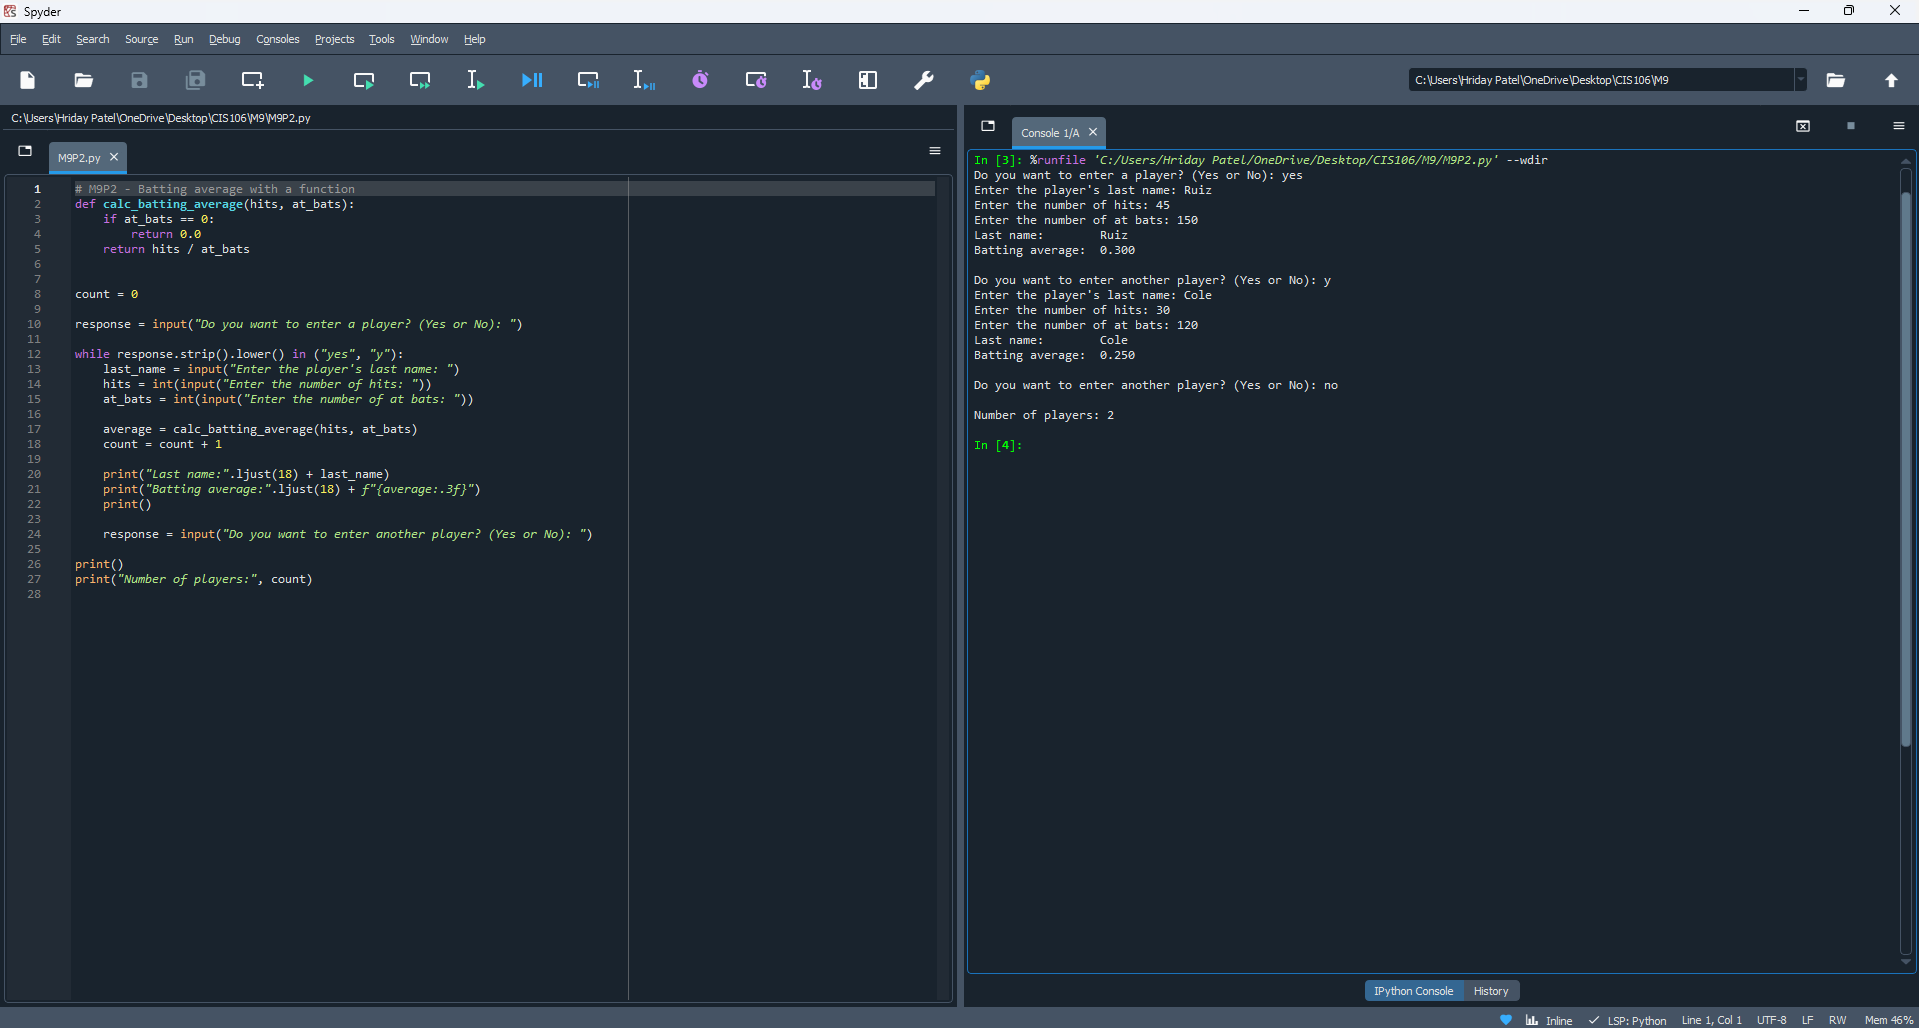 Spyder
File Edit Search Source Run Debug Consoles Projects Tools Window Help
C:\Users\Hriday Patel\OneDrive\Desktop\CIS106\M9
C:\Users\Hriday Patel\OneDrive\Desktop\CIS106\M9\M9P2.py
M9P2.py
1 # M9P2 - Batting average with a function
2 def calc_batting_average(hits, at_bats):
3     if at_bats == 0:
4         return 0.0
5     return hits / at_bats
6
7
8 count = 0
9
10 response = input("Do you want to enter a player? (Yes or No): ")
11
12 while response.strip().lower() in ("yes", "y"):
13     last_name = input("Enter the player's last name: ")
14     hits = int(input("Enter the number of hits: "))
15     at_bats = int(input("Enter the number of at bats: "))
16
17     average = calc_batting_average(hits, at_bats)
18     count = count + 1
19
20     print("Last name:".ljust(18) + last_name)
21     print("Batting average:".ljust(18) + f"{average:.3f}")
22     print()
23
24     response = input("Do you want to enter another player? (Yes or No): ")
25
26 print()
27 print("Number of players:", count)
28
Console 1/A
In [3]: %runfile 'C:/Users/Hriday Patel/OneDrive/Desktop/CIS106/M9/M9P2.py' --wdir
Do you want to enter a player? (Yes or No): yes
Enter the player's last name: Ruiz
Enter the number of hits: 45
Enter the number of at bats: 150
Last name:        Ruiz
Batting average:  0.300
Do you want to enter another player? (Yes or No): y
Enter the player's last name: Cole
Enter the number of hits: 30
Enter the number of at bats: 120
Last name:        Cole
Batting average:  0.250
Do you want to enter another player? (Yes or No): no
Number of players: 2
In [4]:
IPython Console History
Inline LSP: Python Line 1, Col 1 UTF-8 LF RW Mem 46%